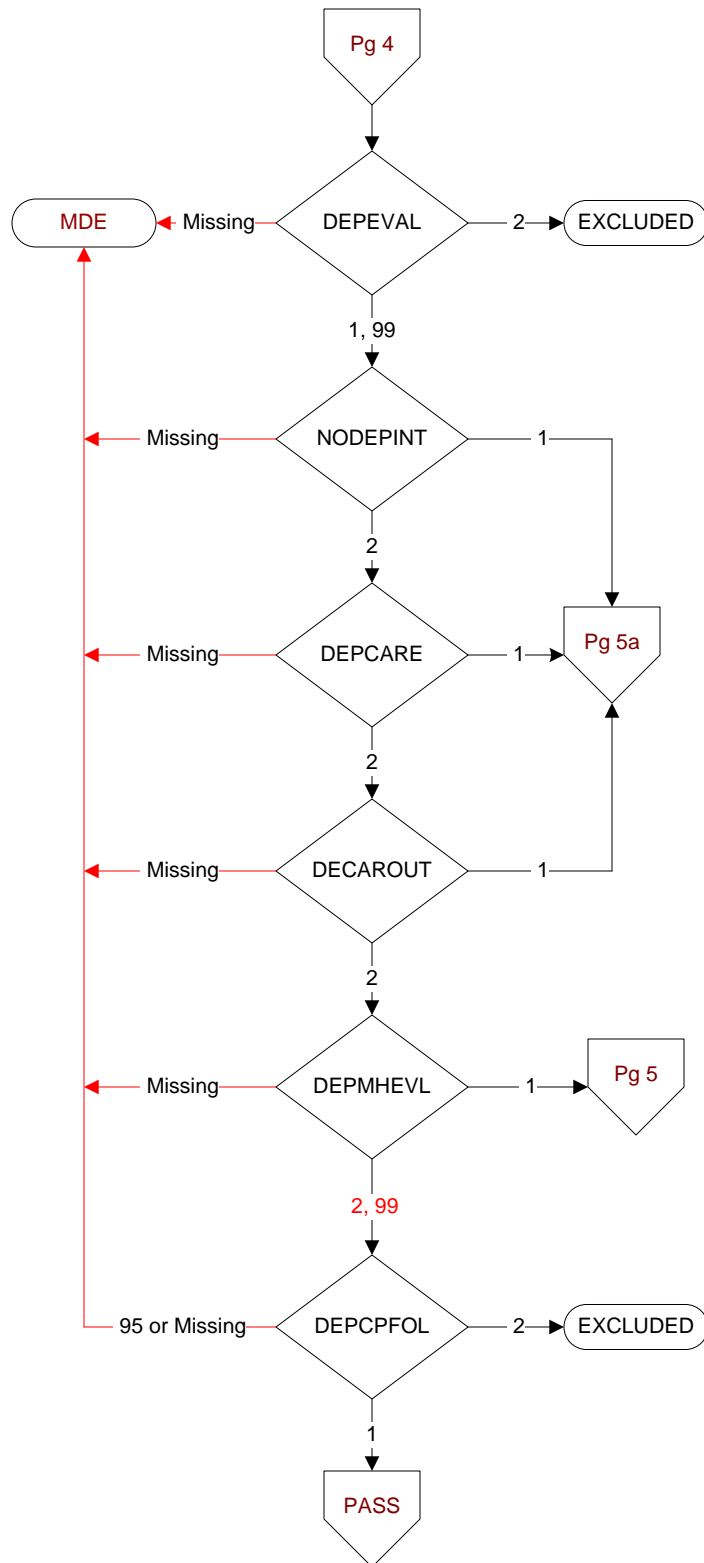 Pg 4
MDE
Missing
DEPEVAL
2
EXCLUDED
1, 99
Missing
NODEPINT
1
2
Missing
DEPCARE
1
Pg 5a
2
Missing
DECAROUT
1
2
Missing
DEPMHEVL
1
Pg 5
2, 99
95 or Missing
DEPCPFOL
2
EXCLUDED
1
PASS